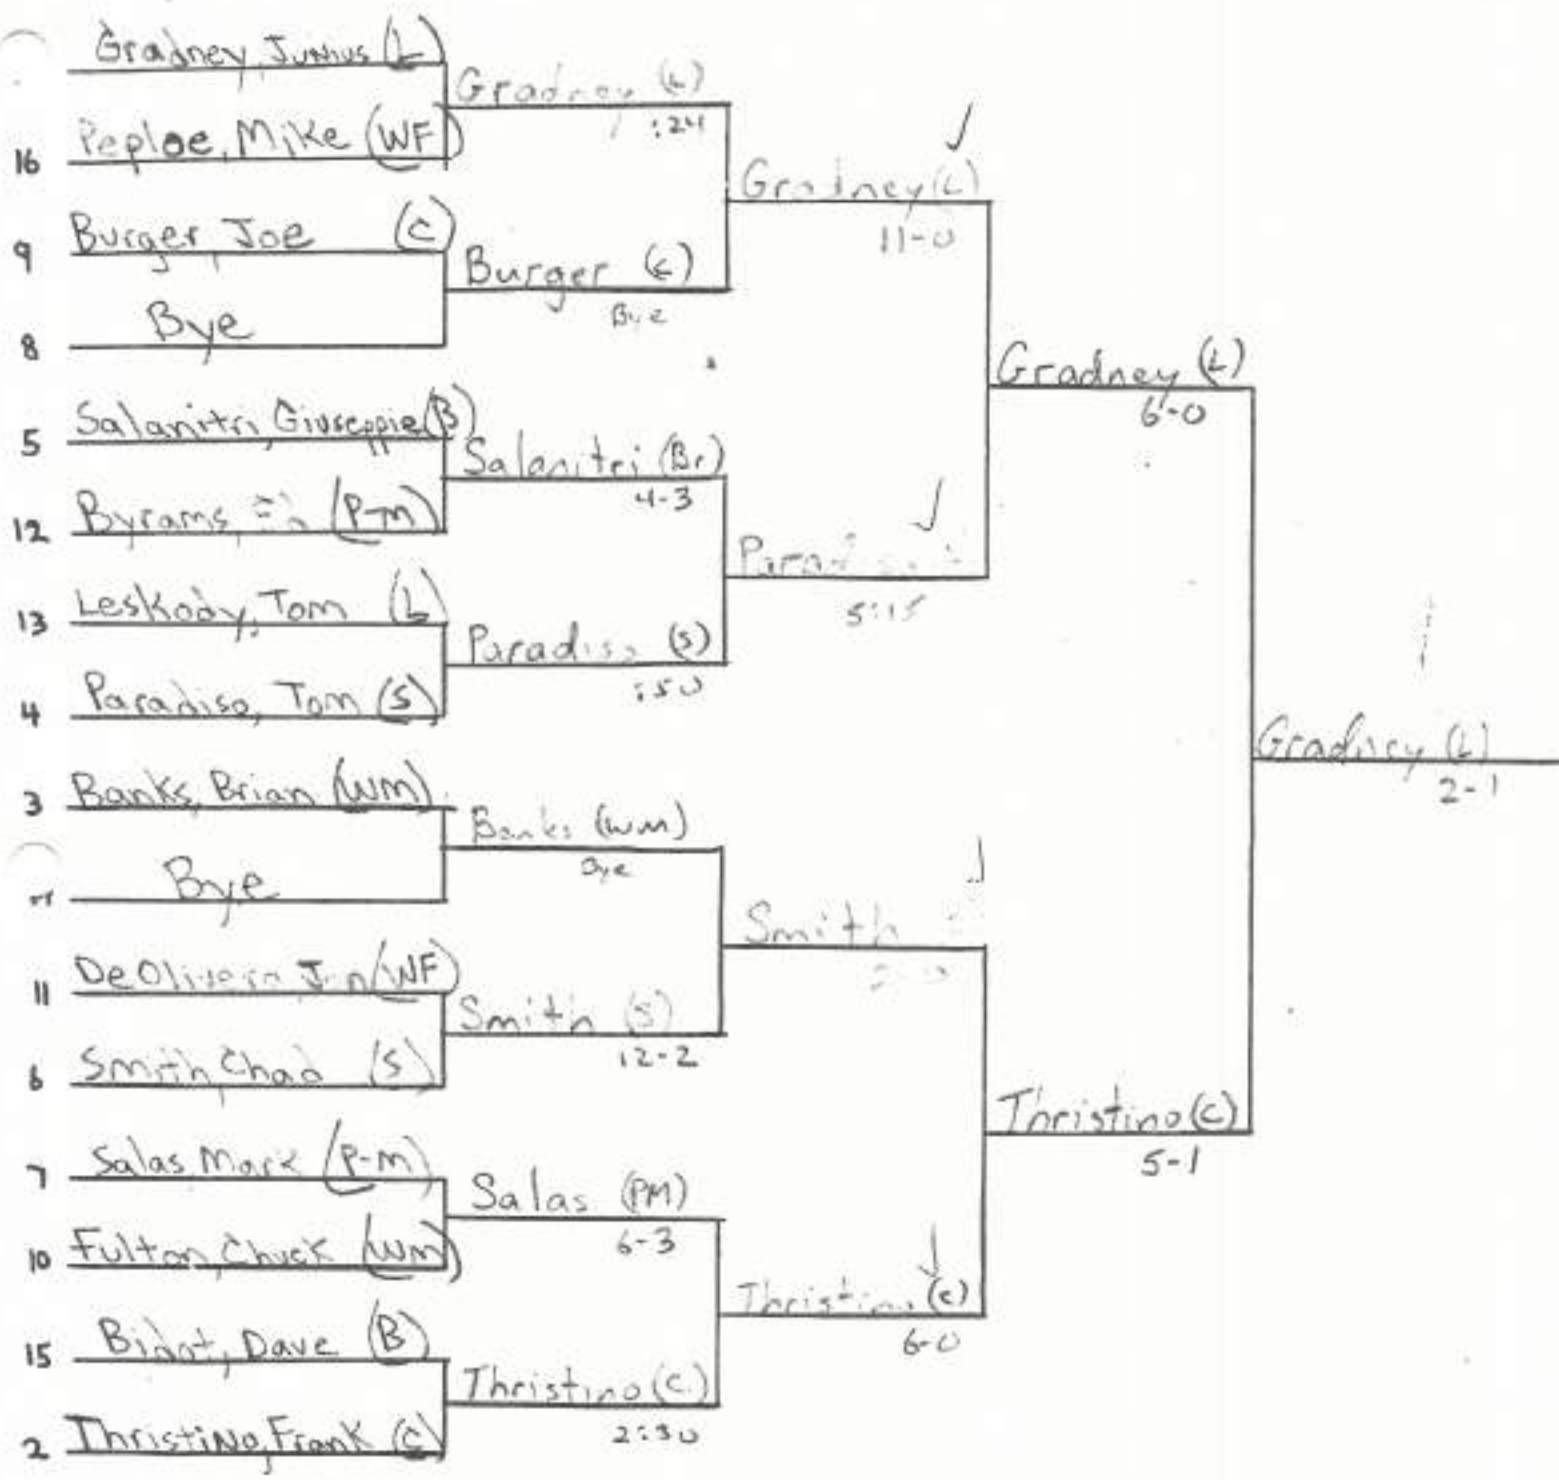 Gradney, Junius (L)
16 Peploe, Mike (WF)
9 Burger, Joe (C)
8 Bye
5 Salanitri, Giuseppie (B)
12 Byrams, (P-M)
13 Leskody, Tom (L)
4 Paradiso, Tom (S)
3 Banks, Brian (WM)
Bye
11 DeOlivera (WF)
6 Smith, Chad (S)
7 Salas Mark (P-M)
10 Fulton, Chuck (WM)
15 Bidot, Dave (B)
2 Thristino, Frank (C)
Gradney (L)
:24
Burger (C)
Bye
Salanitri (Br)
4-3
Paradiso (S)
:50
Banks (WM)
Bye
Smith (S)
12-2
Salas (PM)
6-3
Thristino (C)
2:30
Gradney (L)
11-0
5:15
Smith
Thristino (C)
6-0
Gradney (L)
6-0
Thristino (C)
5-1
Gradney (L)
2-1